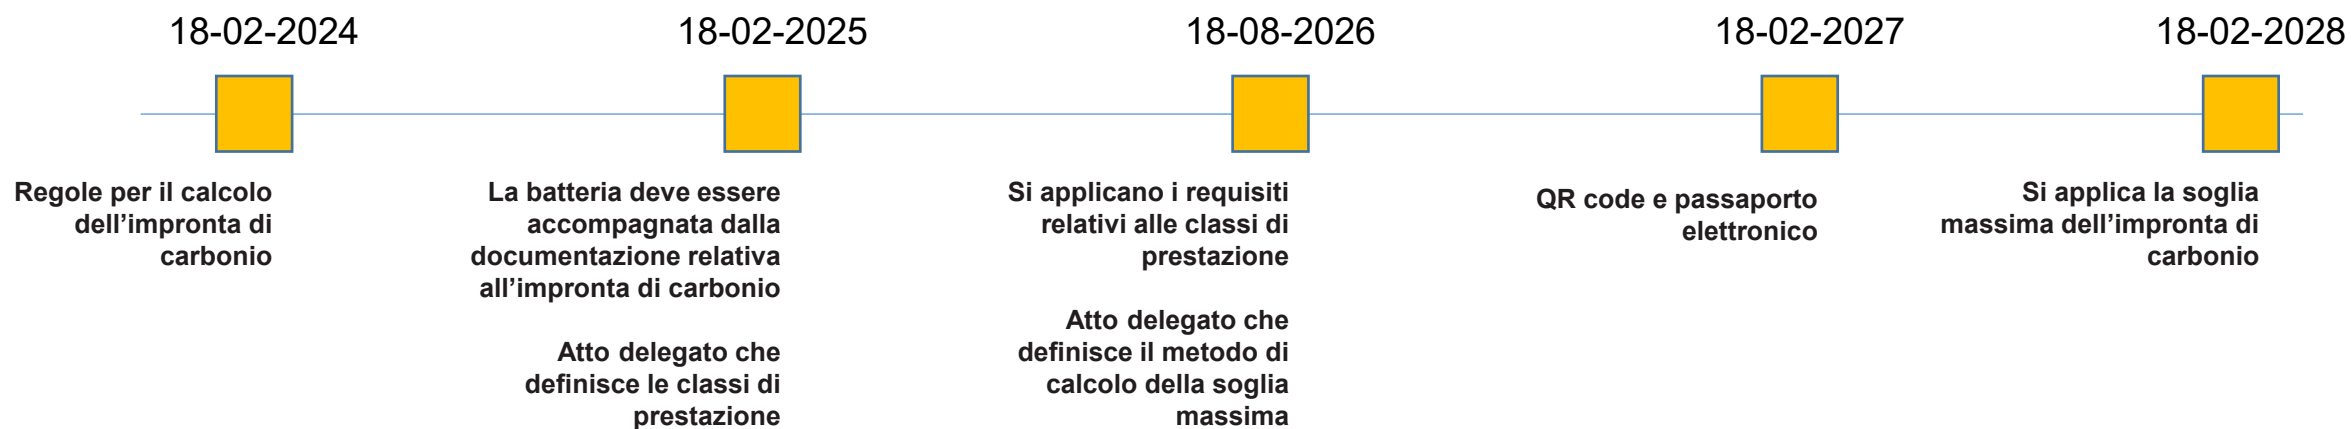 18-02-2024
18-02-2025
18-08-2026
18-02-2027
18-02-2028
Regole per il calcolo
dell’impronta di
carbonio
La batteria deve essere
accompagnata dalla
documentazione relativa
all’impronta di carbonio
Atto delegato che
definisce le classi di
prestazione
Si applicano i requisiti
relativi alle classi di
prestazione
Atto delegato che
definisce il metodo di
calcolo della soglia
massima
QR code e passaporto
elettronico
Si applica la soglia
massima dell’impronta di
carbonio